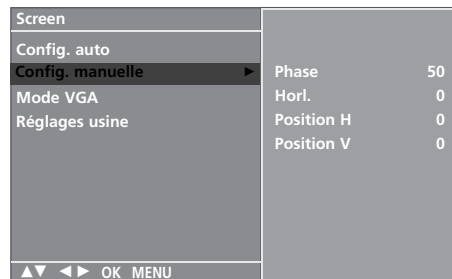 Screen
Config. auto
Config. manuelle ►
Mode VGA
Réglages usine
Phase 50
Horl. 0
Position H 0
Position V 0
▲▼ ◄► OK MENU